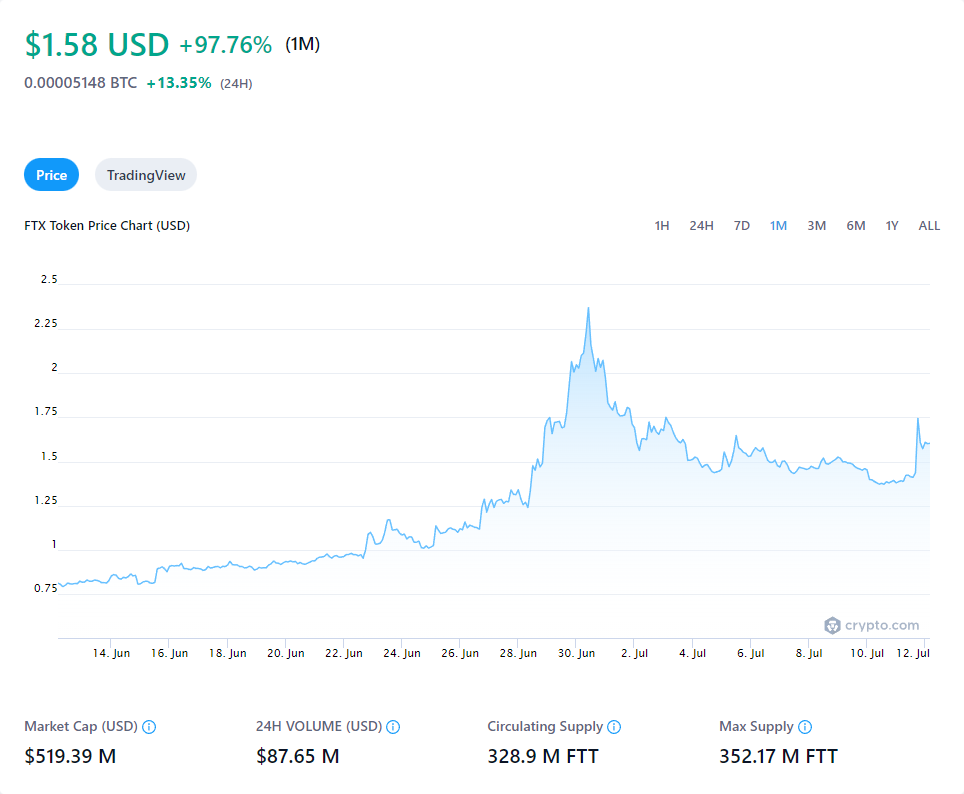 $1.58 USD +97.76% (1M)
0.00005148 BTC +13.35% (24H)
Price TradingView
FTX Token Price Chart (USD) 1H 24H 7D 1M 3M 6M 1Y ALL
2.5
2.25
2
1.75
1.5
1.25
1
0.75
crypto.com
14. Jun 16. Jun 18. Jun 20. Jun 22. Jun 24. Jun 26. Jun 28. Jun 30. Jun 2. Jul 4. Jul 6. Jul 8. Jul 10. Jul 12. Jul
Market Cap (USD) 24H VOLUME (USD) Circulating Supply Max Supply
$519.39 M $87.65 M 328.9 M FTT 352.17 M FTT